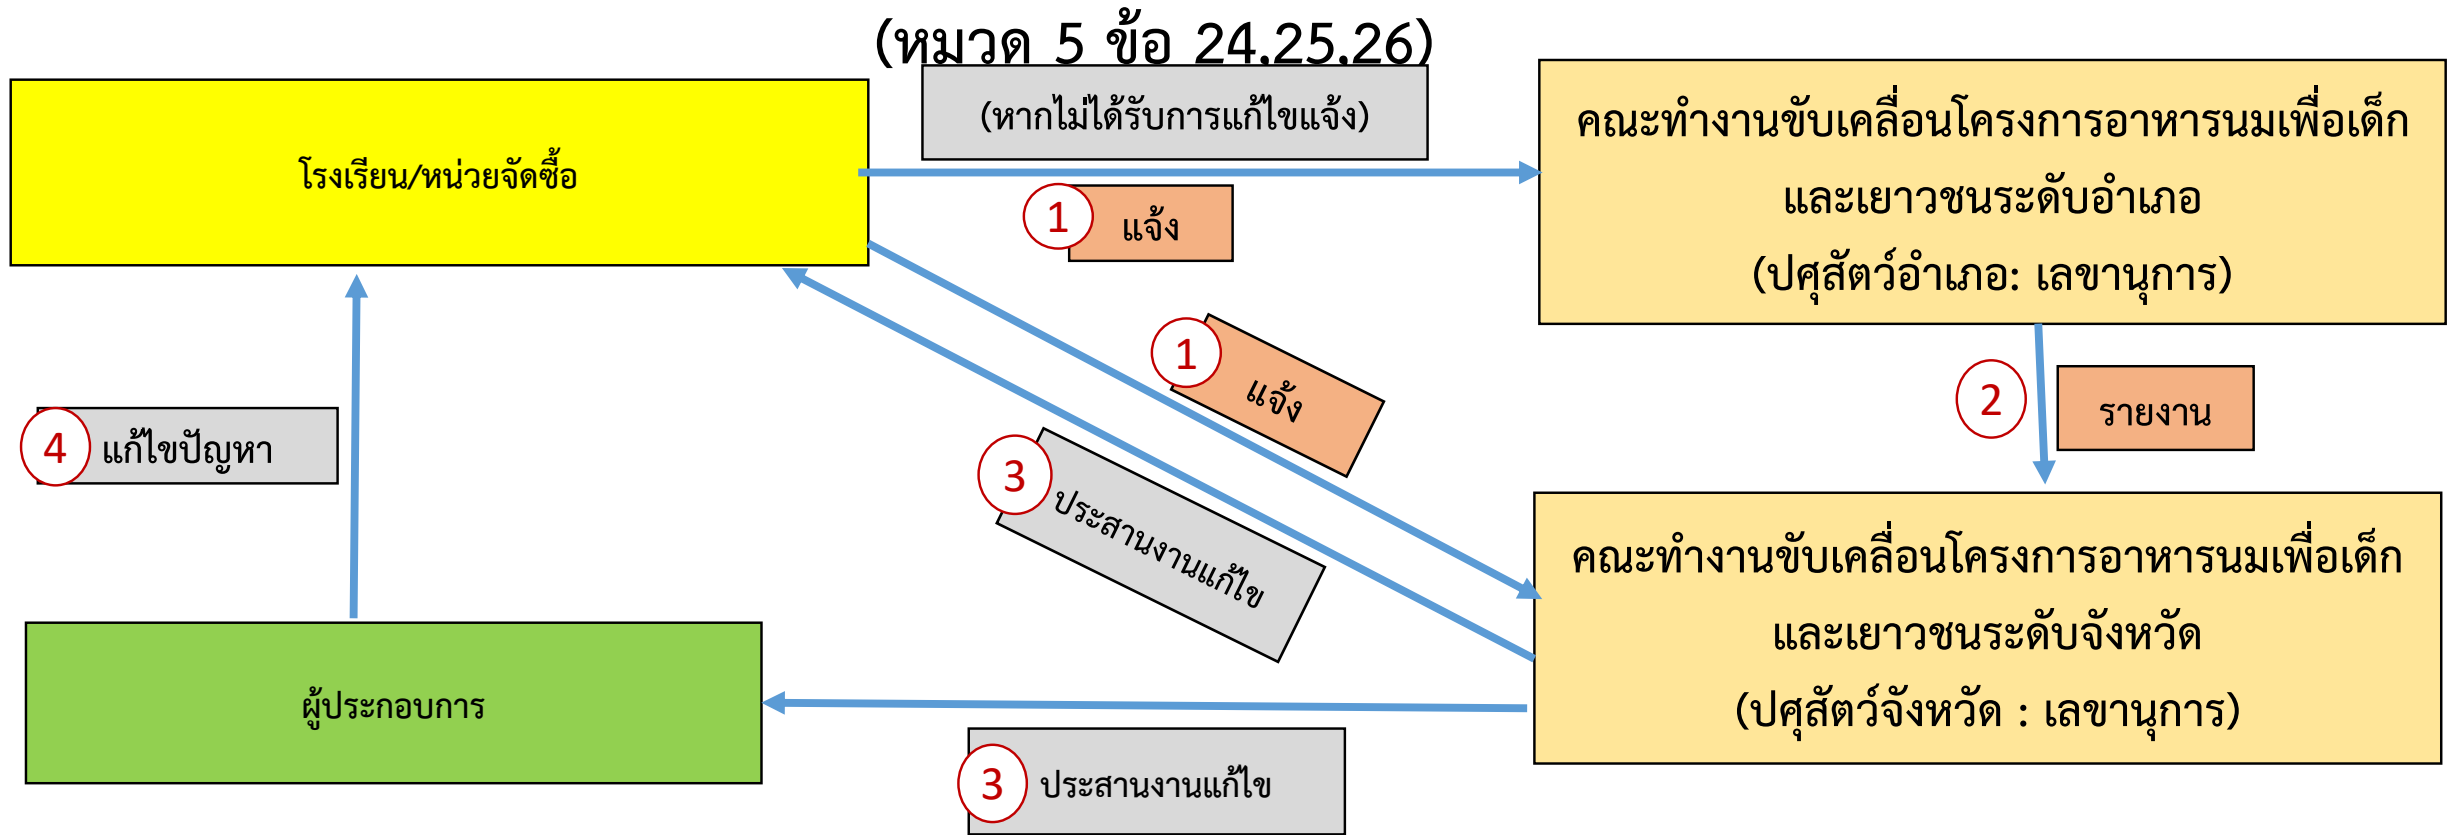 (หมวด 5 ข้อ 24.25.26)
(หากไม่ได้รับการแก้ไขแจ้ง)
โรงเรียน/หน่วยจัดซื้อ
คณะทำงานขับเคลื่อนโครงการอาหารนมเพื่อเด็ก
และเยาวชนระดับอำเภอ
(ปศุสัตว์อำเภอ: เลขานุการ)
1 แจ้ง
1 แจ้ง
2 รายงาน
4 แก้ไขปัญหา
3 ประสานงานแก้ไข
คณะทำงานขับเคลื่อนโครงการอาหารนมเพื่อเด็ก
และเยาวชนระดับจังหวัด
(ปศุสัตว์จังหวัด : เลขานุการ)
ผู้ประกอบการ
3 ประสานงานแก้ไข